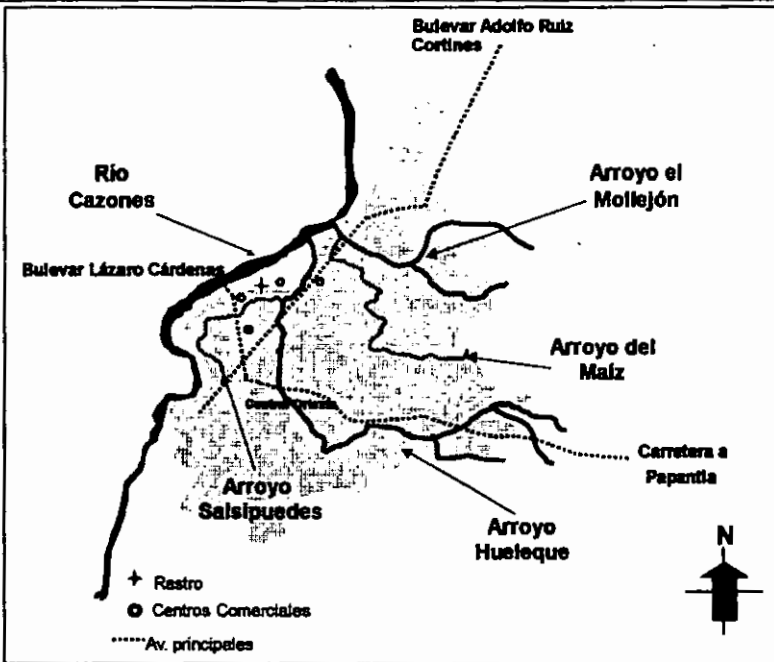 Bulevar Adolfo Ruiz
Cortines
Río
Cazones
Arroyo el
Mollejón
Bulevar Lázaro Cárdenas
Arroyo del
Maíz
Carretera a
Papantla
Arroyo
Salsipuedes
Arroyo
Hueleque
N
Rastro
Centros Comerciales
Av. principales